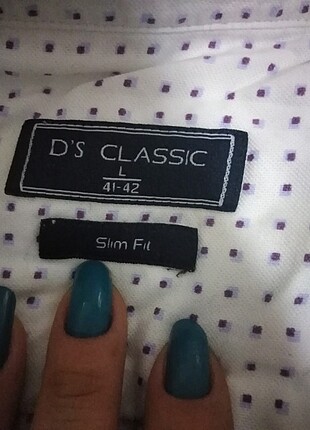 D'S CLASSIC
L
41-42
Slim Fit